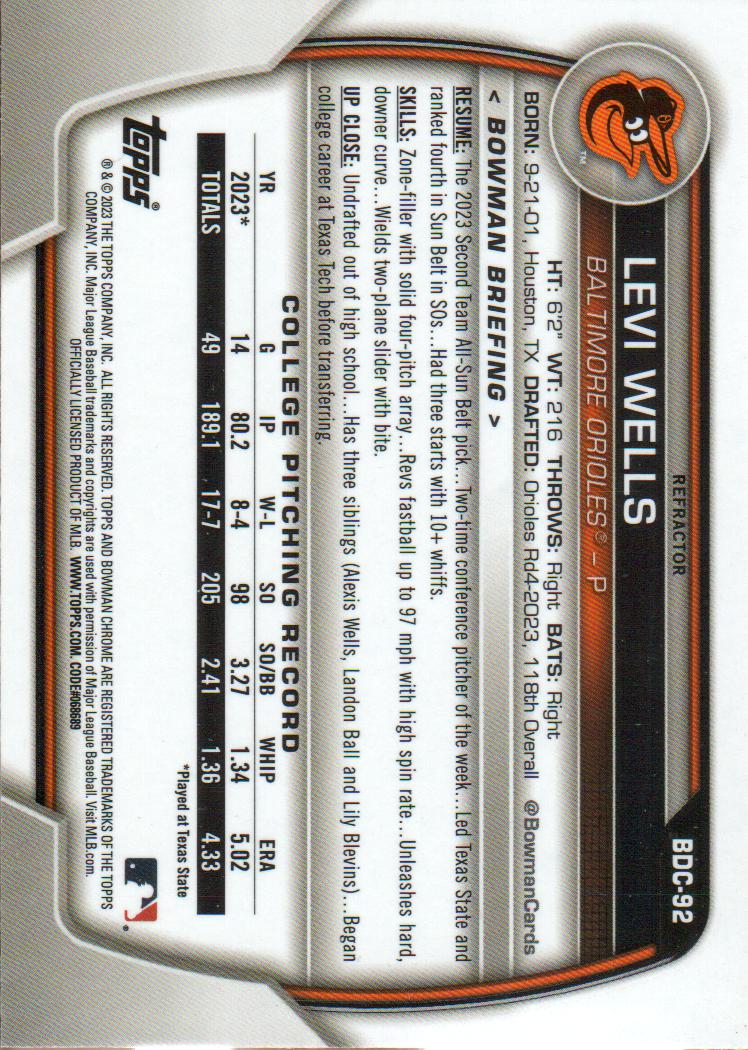 REFRACTOR
BDC-92
LEVI WELLS
BALTIMORE ORIOLES® – P
TM
HT: 6'2" WT: 216 THROWS: Right BATS: Right
BORN: 9-21-01, Houston, TX DRAFTED: Orioles Rd4-2023, 118th Overall @BowmanCards
< BOWMAN BRIEFING >
RESUME: The 2023 Second Team All-Sun Belt pick...Two-time conference pitcher of the week...Led Texas State and
ranked fourth in Sun Belt in SOs...Had three starts with 10+ whiffs.
SKILLS: Zone-filler with solid four-pitch array...Revs fastball up to 97 mph with high spin rate...Unleashes hard,
downer curve...Wields two-plane slider with bite.
UP CLOSE: Undrafted out of high school...Has three siblings (Alexis Wells, Landon Ball and Lily Blevins)...Began
college career at Texas Tech before transferring.
COLLEGE PITCHING RECORD
YR G IP W-L SO SO/BB WHIP ERA
2023* 14 80.2 8-4 98 3.27 1.34 5.02
TOTALS 49 189.1 17-7 205 2.41 1.36 4.33
*Played at Texas State
topps®
® & © 2023 THE TOPPS COMPANY, INC. ALL RIGHTS RESERVED. TOPPS AND BOWMAN CHROME ARE REGISTERED TRADEMARKS OF THE TOPPS
COMPANY, INC. Major League Baseball trademarks and copyrights are used with permission of Major League Baseball. Visit MLB.com.
OFFICIALLY LICENSED PRODUCT OF MLB. WWW.TOPPS.COM. CODE#068689
®